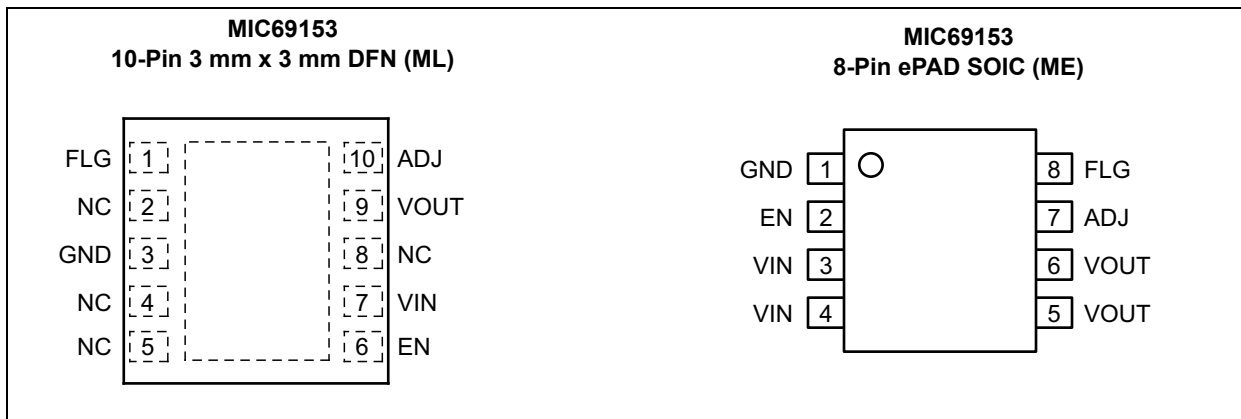 MIC69153
10-Pin 3 mm x 3 mm DFN (ML)
FLG 1 10 ADJ
NC 2 9 VOUT
GND 3 8 NC
NC 4 7 VIN
NC 5 6 EN
MIC69153
8-Pin ePAD SOIC (ME)
GND 1 8 FLG
EN 2 7 ADJ
VIN 3 6 VOUT
VIN 4 5 VOUT